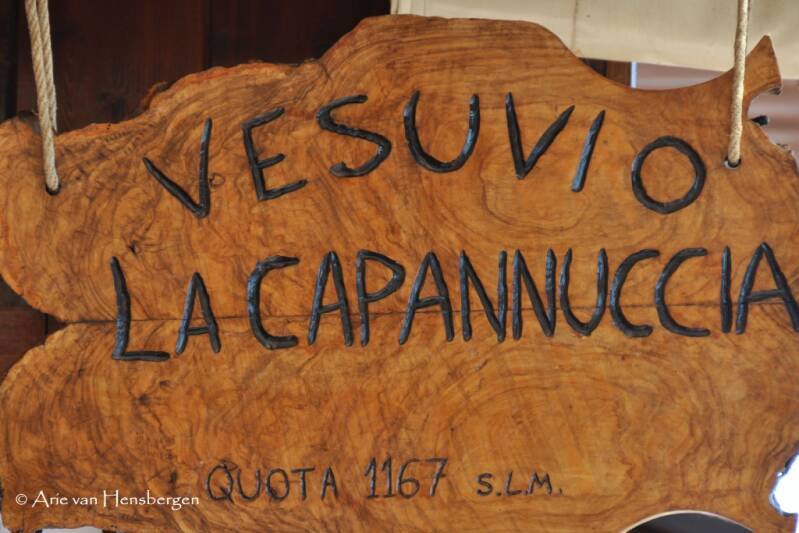 VESUVIO
LA CAPANNUCCIA
QUOTA 1167 S.L.M.
© Arie van Hensbergen